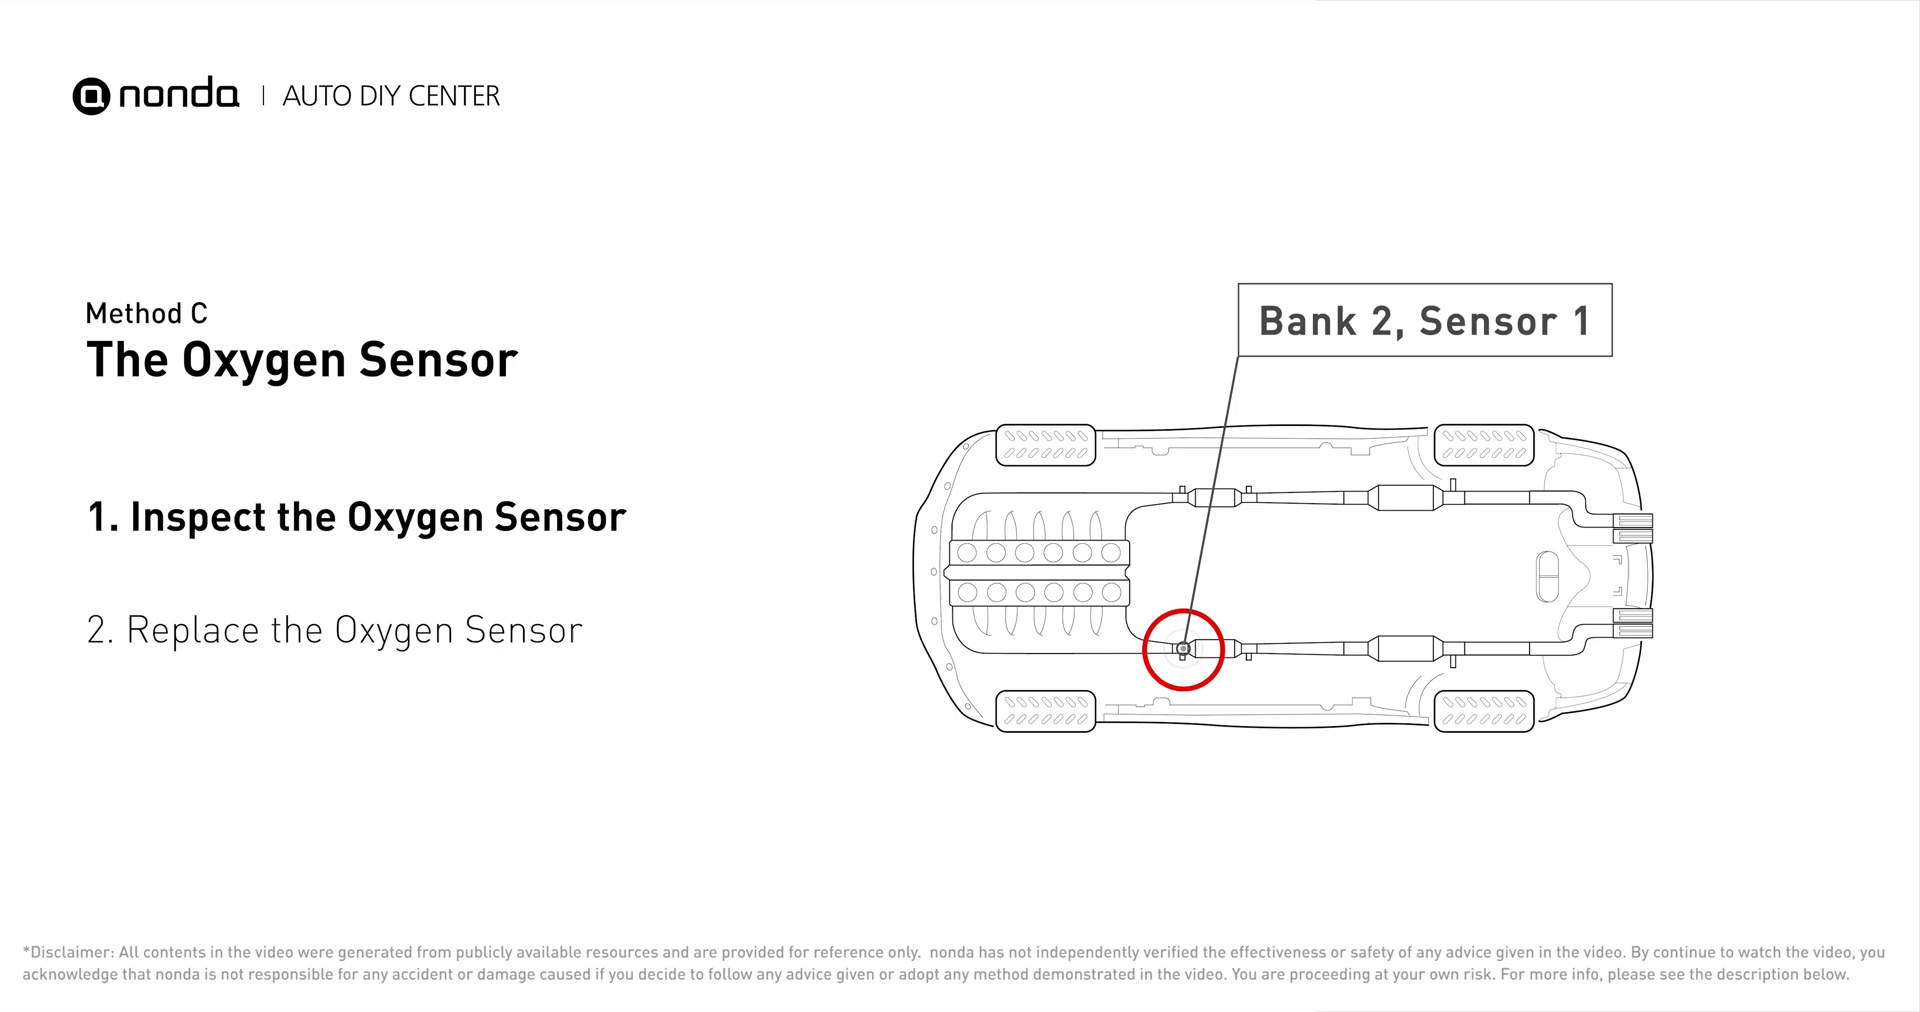 nonda | AUTO DIY CENTER
Method C
The Oxygen Sensor
1. Inspect the Oxygen Sensor
2. Replace the Oxygen Sensor
Bank 2, Sensor 1
*Disclaimer: All contents in the video were generated from publicly available resources and are provided for reference only.  nonda has not independently verified the effectiveness or safety of any advice given in the video. By continue to watch the video, you
acknowledge that nonda is not responsible for any accident or damage caused if you decide to follow any advice given or adopt any method demonstrated in the video. You are proceeding at your own risk. For more info, please see the description below.